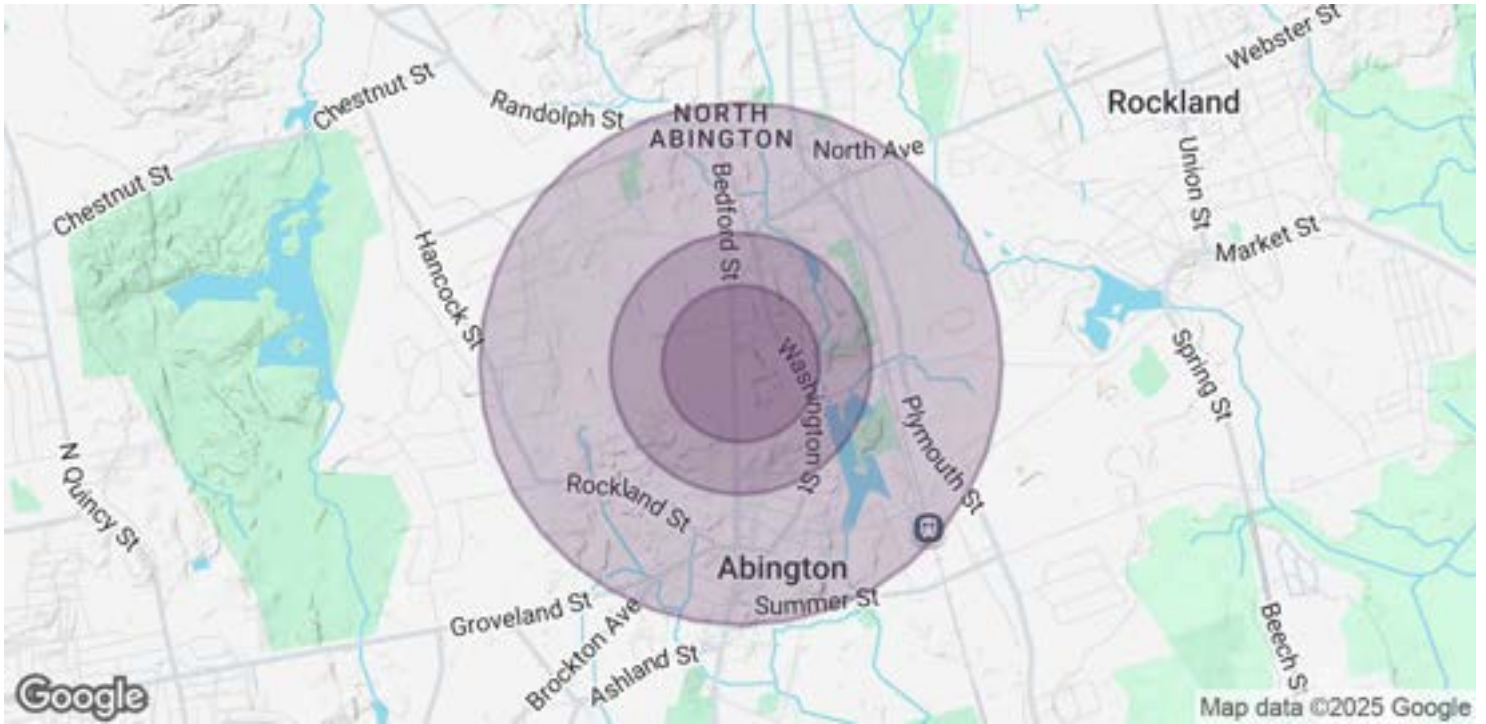 Webster St
Chestnut St
Randolph St
NORTH
ABINGTON
Rockland
North Ave
Chestnut St
Bedford St
Union St
Market St
Hancock St
Washington St
Spring St
Plymouth St
N Quincy St
Rockland St
Abington
Summer St
Groveland St
Brockton Ave
Ashland St
Beech S
Google
Map data ©2025 Google